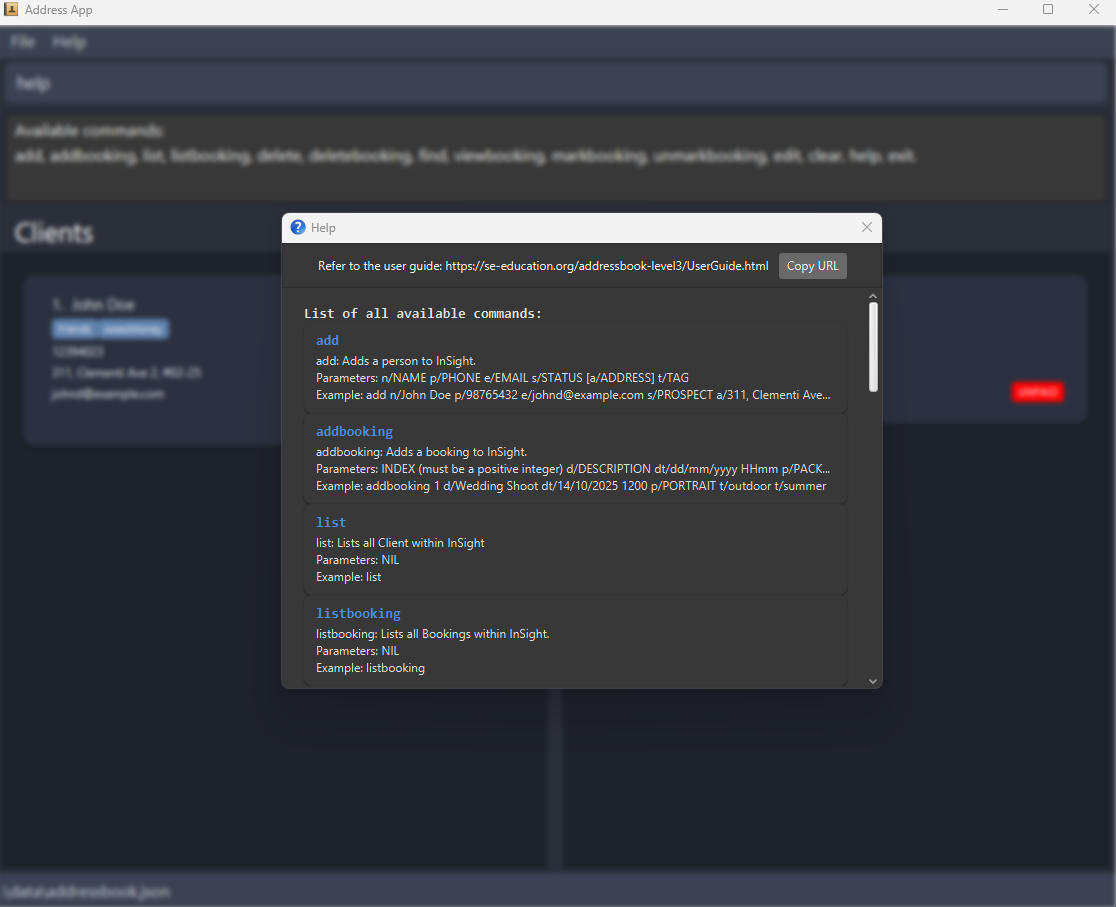 Address App
File Help
help
Available commands:
add, addbooking, list, listbooking, delete, deletebooking, find, viewbooking, markbooking, unmarkbooking, edit, clear, help, exit.
Clients
1. John Doe
friends owesMoney
311, Clementi Ave 2, #02-25
johnd@example.com
UNPAID
Help
Refer to the user guide: https://se-education.org/addressbook-level3/UserGuide.html Copy URL
List of all available commands:
add
add: Adds a person to InSight.
Parameters: n/NAME p/PHONE e/EMAIL s/STATUS [a/ADDRESS] t/TAG
Example: add n/John Doe p/98765432 e/johnd@example.com s/PROSPECT a/311, Clementi Ave...
addbooking
addbooking: Adds a booking to InSight.
Parameters: INDEX (must be a positive integer) d/DESCRIPTION dt/dd/mm/yyyy HHmm p/PACK...
Example: addbooking 1 d/Wedding Shoot dt/14/10/2025 1200 p/PORTRAIT t/outdoor t/summer
list
list: Lists all Client within InSight
Parameters: NIL
Example: list
listbooking
listbooking: Lists all Bookings within InSight.
Parameters: NIL
Example: listbooking
\data\addressbook.json